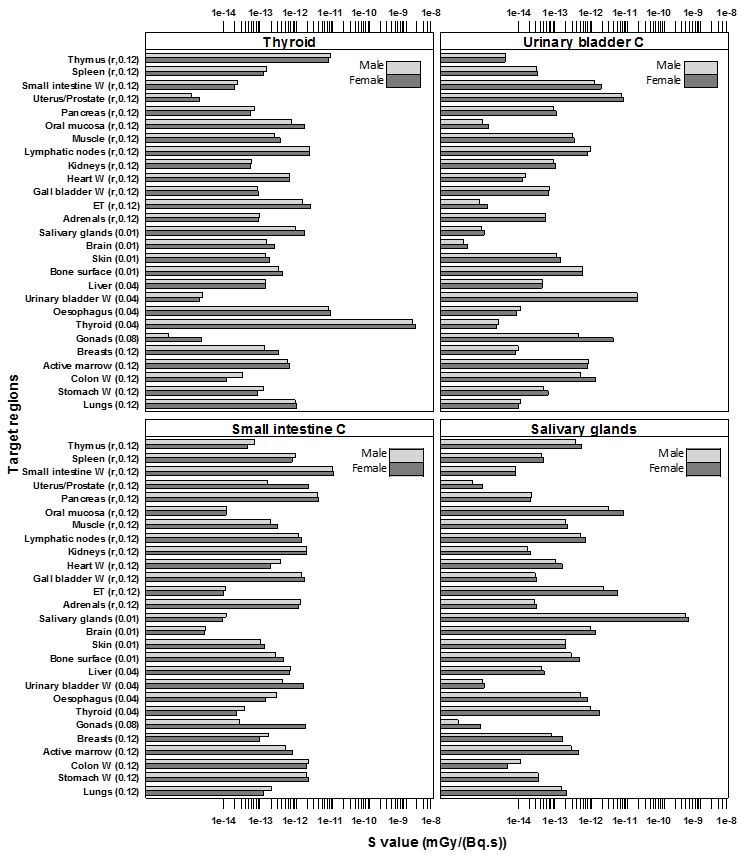 1e-14 1e-13 1e-12 1e-11 1e-10 1e-9 1e-8 1e-14 1e-13 1e-12 1e-11 1e-10 1e-9 1e-8
Thyroid
Urinary bladder C
Male
Female
Male
Female
Thymus (r,0.12)
Spleen (r,0.12)
Small intestine W (r,0.12)
Uterus/Prostate (r,0.12)
Pancreas (r,0.12)
Oral mucosa (r,0.12)
Muscle (r,0.12)
Lymphatic nodes (r,0.12)
Kidneys (r,0.12)
Heart W (r,0.12)
Gall bladder W (r,0.12)
ET (r,0.12)
Adrenals (r,0.12)
Salivary glands (0.01)
Brain (0.01)
Skin (0.01)
Bone surface (0.01)
Liver (0.04)
Urinary bladder W (0.04)
Oesophagus (0.04)
Thyroid (0.04)
Gonads (0.08)
Breasts (0.12)
Active marrow (0.12)
Colon W (0.12)
Stomach W (0.12)
Lungs (0.12)
Target regions
Small intestine C
Salivary glands
Male
Female
Male
Female
Thymus (r,0.12)
Spleen (r,0.12)
Small intestine W (r,0.12)
Uterus/Prostate (r,0.12)
Pancreas (r,0.12)
Oral mucosa (r,0.12)
Muscle (r,0.12)
Lymphatic nodes (r,0.12)
Kidneys (r,0.12)
Heart W (r,0.12)
Gall bladder W (r,0.12)
ET (r,0.12)
Adrenals (r,0.12)
Salivary glands (0.01)
Brain (0.01)
Skin (0.01)
Bone surface (0.01)
Liver (0.04)
Urinary bladder W (0.04)
Oesophagus (0.04)
Thyroid (0.04)
Gonads (0.08)
Breasts (0.12)
Active marrow (0.12)
Colon W (0.12)
Stomach W (0.12)
Lungs (0.12)
1e-14 1e-13 1e-12 1e-11 1e-10 1e-9 1e-8 1e-14 1e-13 1e-12 1e-11 1e-10 1e-9 1e-8
S value (mGy/(Bq.s))